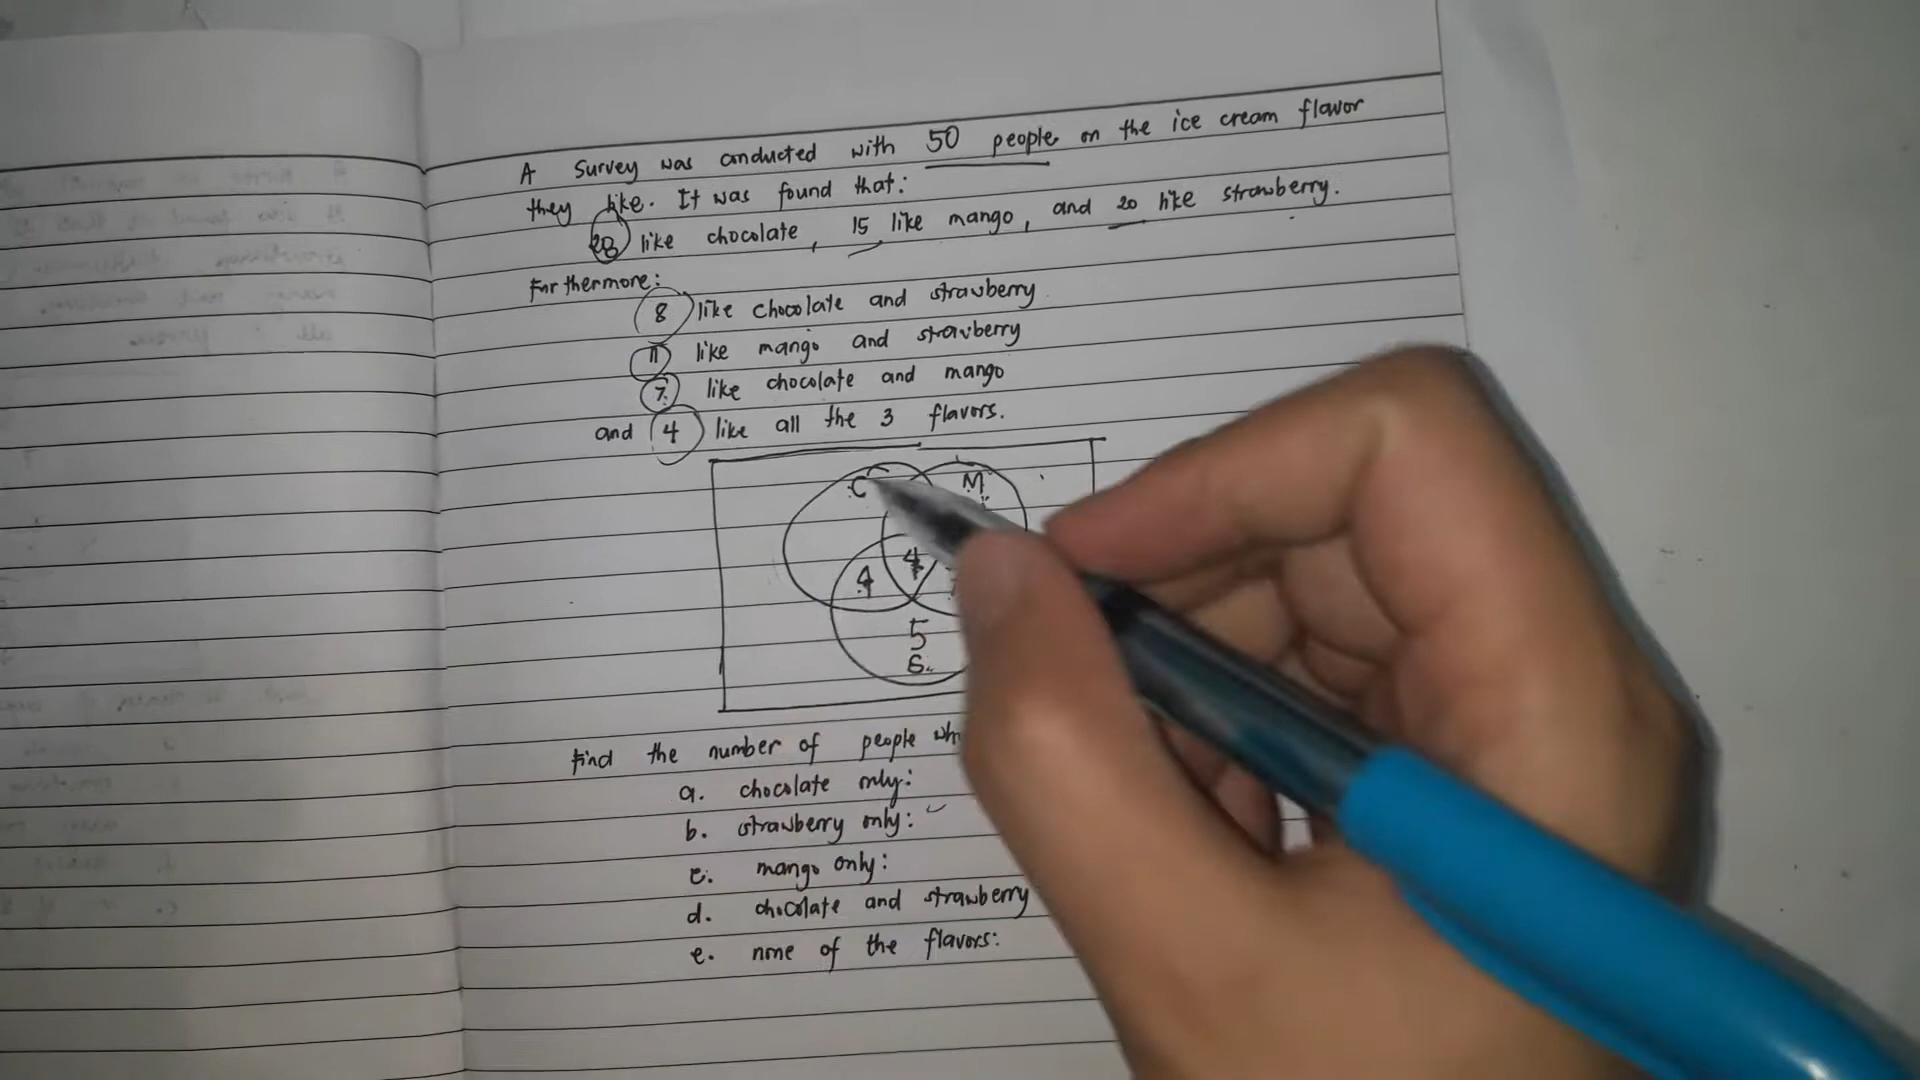 A survey was conducted with 50 people on the ice cream flavor
they like. It was found that:
like chocolate, 15 like mango, and 20 like strawberry.
Furthermore:
8 like chocolate and strawberry
11 like mango and strawberry
7 like chocolate and mango
and 4 like all the 3 flavors.
C M
4 4
5
S
Find the number of people
a. chocolate only:
b. strawberry only:
c. mango only:
d. chocolate and strawberry
e. none of the flavors: